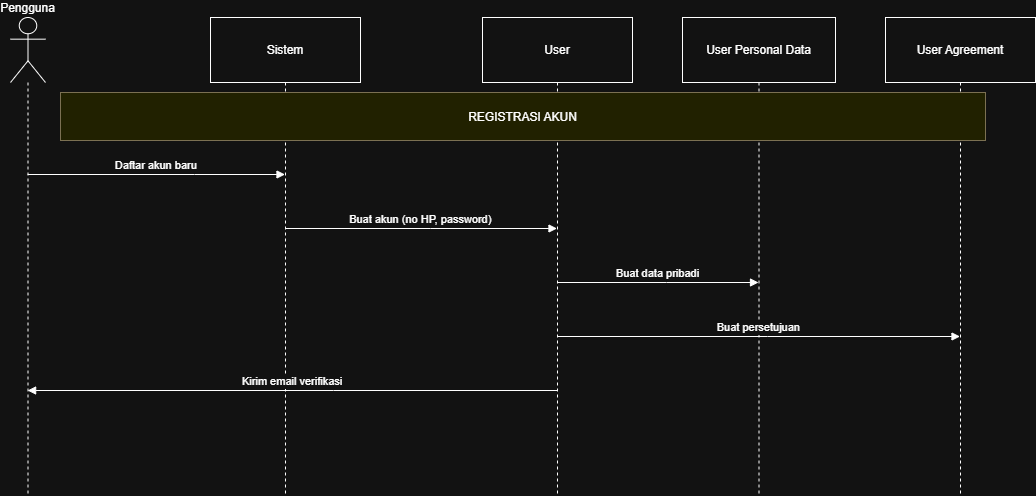 Pengguna
Sistem
User
User Personal Data
User Agreement
REGISTRASI AKUN
Daftar akun baru
Buat akun (no HP, password)
Buat data pribadi
Buat persetujuan
Kirim email verifikasi